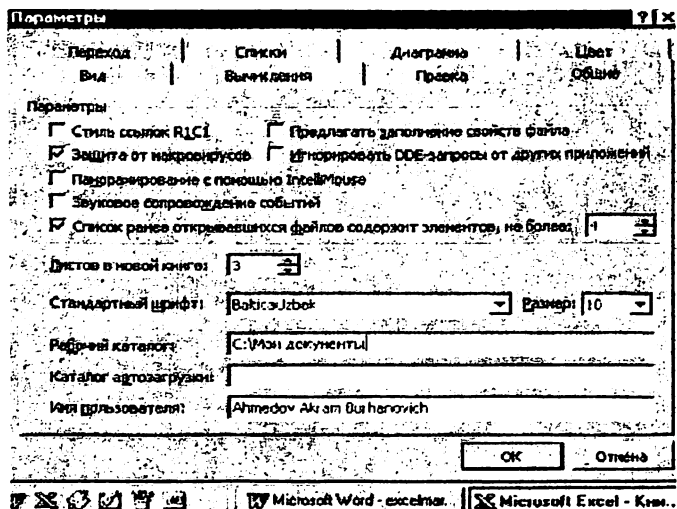 Параметры
Переход Списки Диаграмма Цвет
Вид Вычисления Правка Общие
Параметры
Стиль ссылок R1C1 Предлагать заполнение свойств файла
Защита от макровирусов Игнорировать DDE-запросы от других приложений
Панорамирование с помощью IntelliMouse
Звуковое сопровождение событий
Список ранее открывавшихся файлов содержит элементов, не более: 4
Листов в новой книге: 3
Стандартный шрифт: Размер: 10
Рабочий каталог: C:\Мои документы
Каталог автозагрузки:
Имя пользователя: Ahmedov Akram Burhanovich
OK Отмена
Microsoft Word - excelmar... Microsoft Excel - Кни...